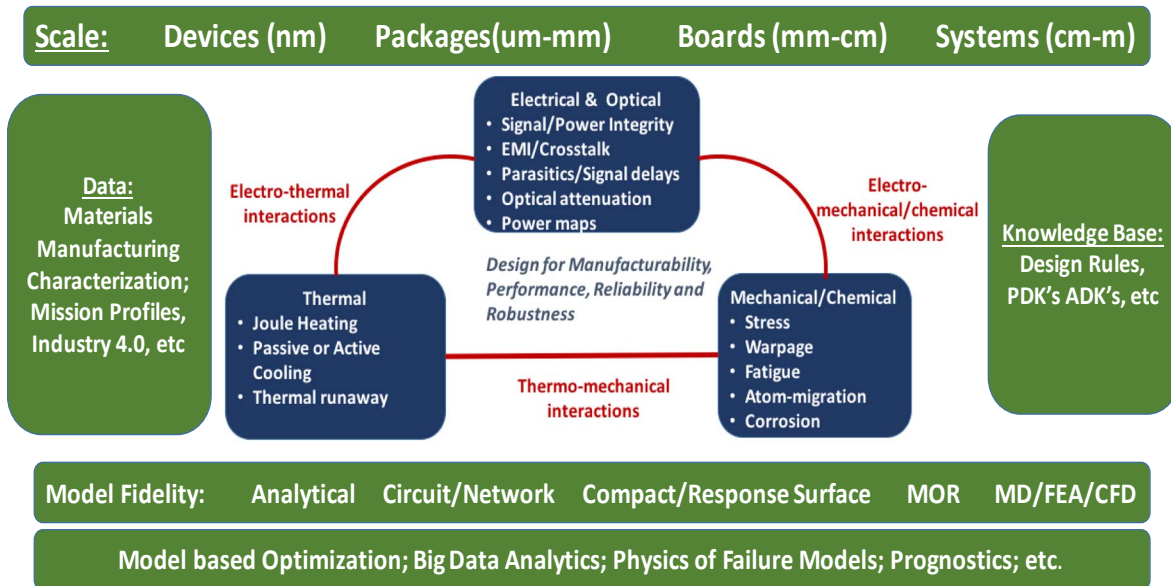 Scale: Devices (nm) Packages(um-mm) Boards (mm-cm) Systems (cm-m)
Data:
Materials
Manufacturing
Characterization;
Mission Profiles,
Industry 4.0, etc
Electro-thermal
interactions
Electrical & Optical
• Signal/Power Integrity
• EMI/Crosstalk
• Parasitics/Signal delays
• Optical attenuation
• Power maps
Electro-
mechanical/chemical
interactions
Design for Manufacturability,
Performance, Reliability and
Robustness
Thermal
• Joule Heating
• Passive or Active
Cooling
• Thermal runaway
Thermo-mechanical
interactions
Mechanical/Chemical
• Stress
• Warpage
• Fatigue
• Atom-migration
• Corrosion
Knowledge Base:
Design Rules,
PDK's ADK's, etc
Model Fidelity: Analytical Circuit/Network Compact/Response Surface MOR MD/FEA/CFD
Model based Optimization; Big Data Analytics; Physics of Failure Models; Prognostics; etc.